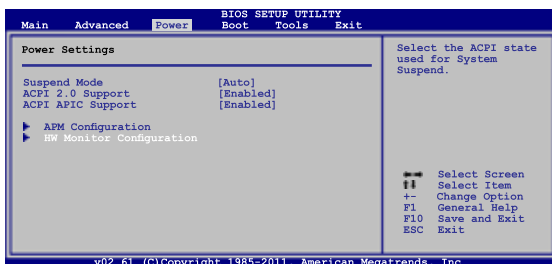 BIOS SETUP UTILITY
Main Advanced Power Boot Tools Exit
Power Settings
Suspend Mode [Auto]
ACPI 2.0 Support [Enabled]
ACPI APIC Support [Enabled]
APM Configuration
HW Monitor Configuration
Select the ACPI state
used for System
Suspend.
Select Screen
Select Item
+- Change Option
F1 General Help
F10 Save and Exit
ESC Exit
v02.61 (C)Copyright 1985-2011, American Megatrends, Inc.